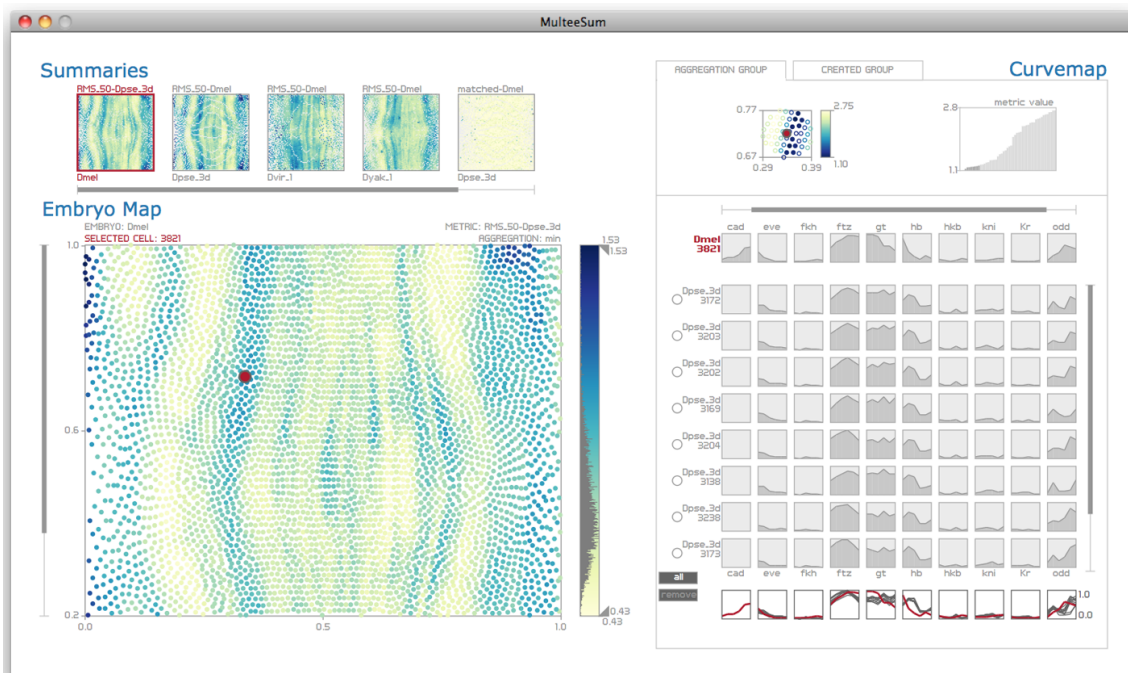 MulteeSum
Summaries
RMS_50-Dpse_3d RMS_50-Dmel RMS_50-Dmel RMS_50-Dmel matched-Dmel
Dmel Dpse_3d Dvir_1 Dyak_1 Dpse_3d
Embryo Map
EMBRYO: Dmel METRIC: RMS_50-Dpse_3d
SELECTED CELL: 3821 AGGREGATION: min
1.0
0.5
0.2
0.0 0.5 1.0
1.53
1.53
0.43
0.43
AGGREGATION GROUP CREATED GROUP Curvemap
0.77
0.67
0.29 0.39
2.75
1.10
metric value
2.8
1.1
cad eve fkh ftz gt hb hkb kni Kr odd
Dmel
3821
Dpse_3d
3172
Dpse_3d
3203
Dpse_3d
3202
Dpse_3d
3169
Dpse_3d
3204
Dpse_3d
3138
Dpse_3d
3238
Dpse_3d
3173
cad eve fkh ftz gt hb hkb kni Kr odd
all
remove
1.0
0.0